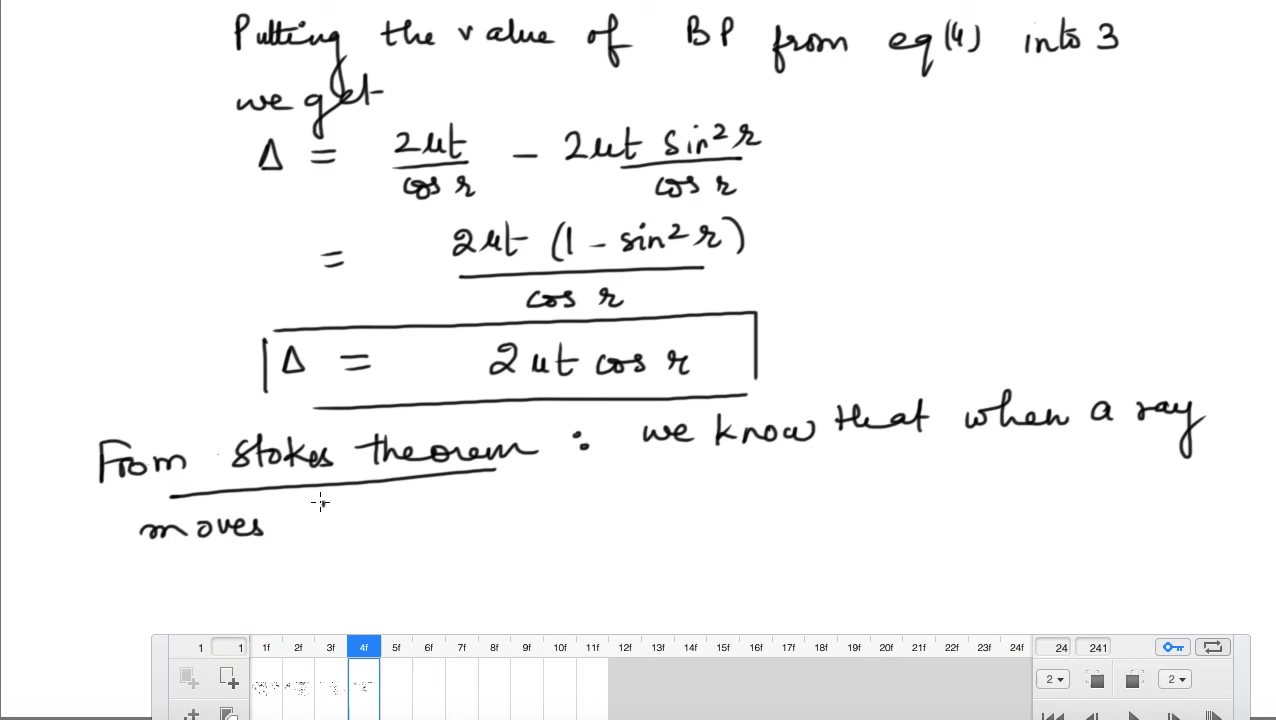 Putting the value of BP from eq(4) into 3
we get
Δ = 2μt/cos r − 2μt sin² r/cos r
= 2μt (1 − sin² r)/cos r
Δ = 2μt cos r
From stokes theorem : we know that when a ray
moves
1 1 1f 2f 3f 4f 5f 6f 7f 8f 9f 10f 11f 12f 13f 14f 15f 16f 17f 18f 19f 20f 21f 22f 23f 24f 24 241
2 2